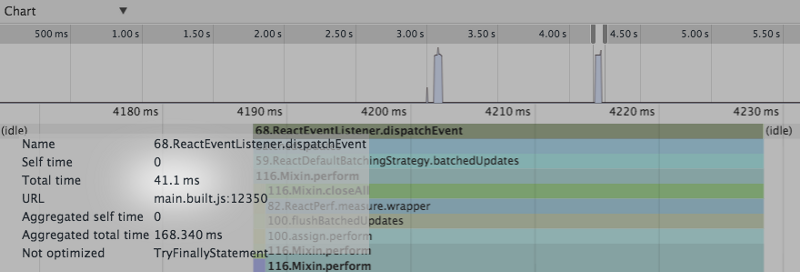 Chart ▼
500 ms 1.00 s 1.50 s 2.00 s 2.50 s 3.00 s 3.50 s 4.00 s 4.50 s 5.00 s 5.50 s
4180 ms 4190 ms 4200 ms 4210 ms 4220 ms 4230 ms
(idle) 68.ReactEventListener.dispatchEvent (idle)
Name 68.ReactEventListener.dispatchEvent
Self time 0 59.ReactDefaultBatchingStrategy.batchedUpdates
Total time 41.1 ms 116.Mixin.perform
URL main.built.js:12350 116.Mixin.closeAll
82.ReactPerf.measure.wrapper
Aggregated self time 0 100.flushBatchedUpdates
Aggregated total time 168.340 ms 100.assign.perform
Not optimized TryFinallyStatement 116.Mixin.perform
116.Mixin.perform